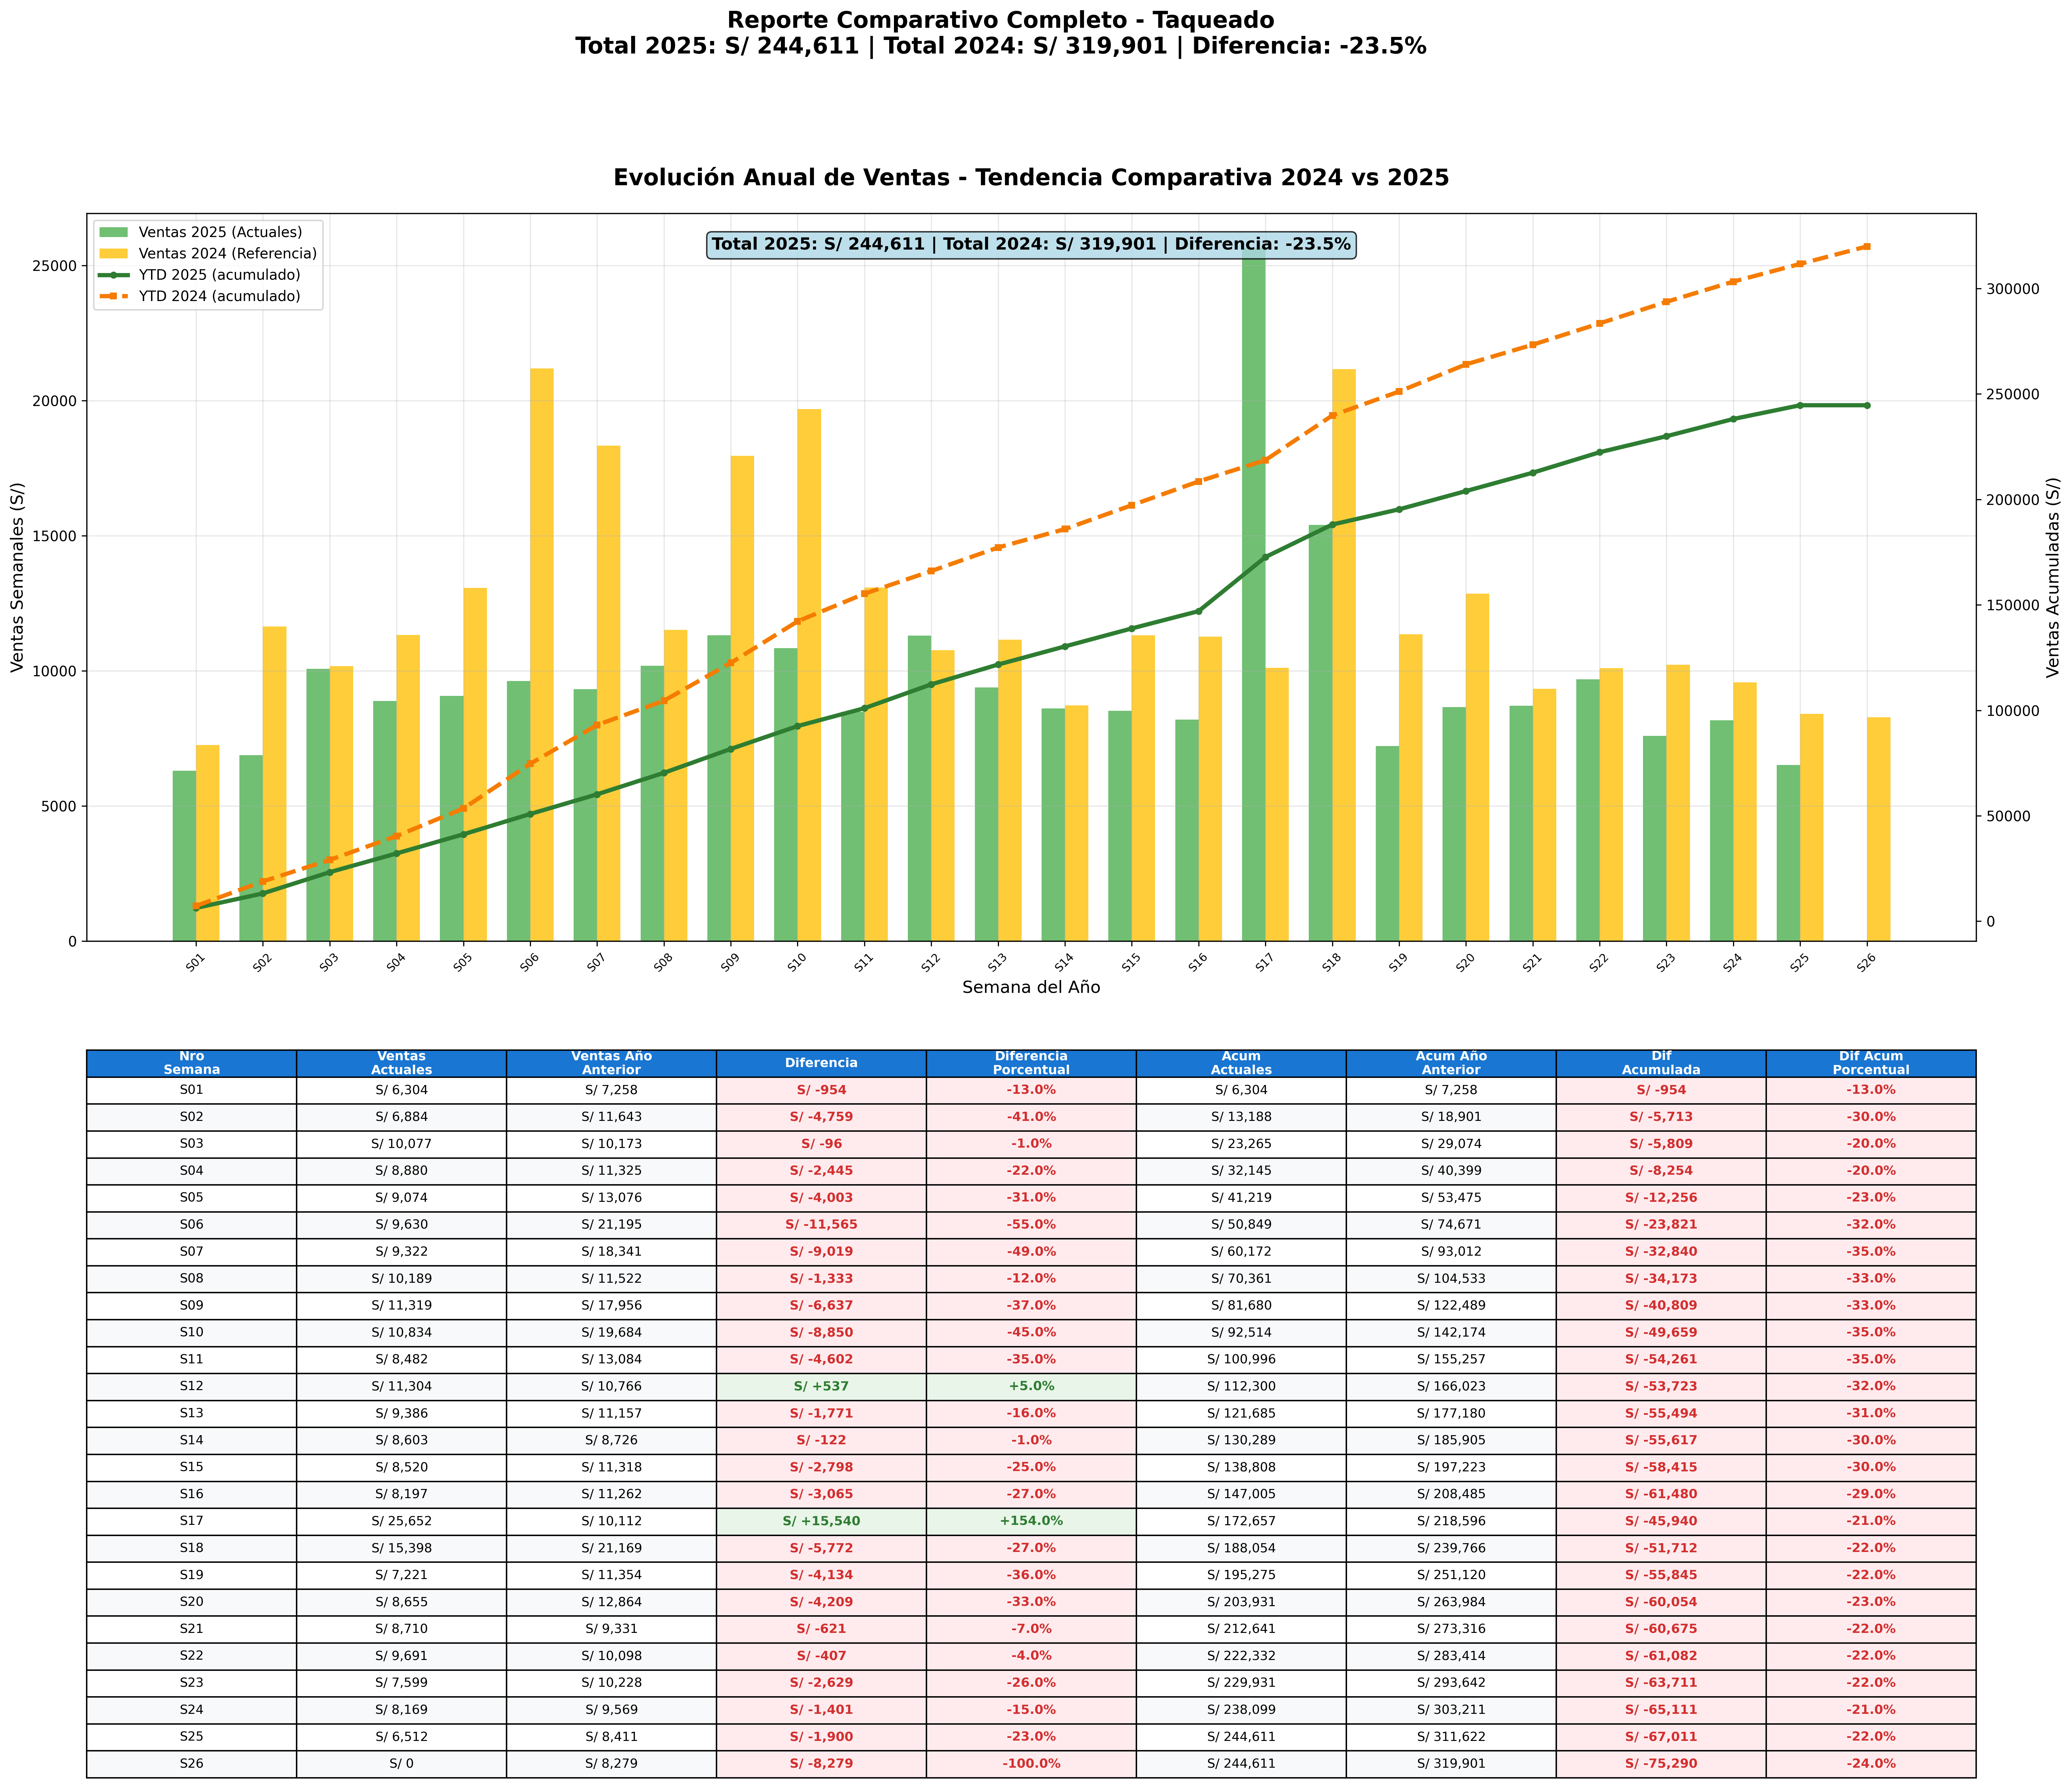 Reporte Comparativo Completo - Taqueado
Total 2025: S/ 244,611 | Total 2024: S/ 319,901 | Diferencia: -23.5%
Evolución Anual de Ventas - Tendencia Comparativa 2024 vs 2025
Ventas 2025 (Actuales)
Ventas 2024 (Referencia)
YTD 2025 (acumulado)
YTD 2024 (acumulado)
Total 2025: S/ 244,611 | Total 2024: S/ 319,901 | Diferencia: -23.5%
Ventas Semanales (S/)
25000
20000
15000
10000
5000
0
Ventas Acumuladas (S/)
300000
250000
200000
150000
100000
50000
0
S01 S02 S03 S04 S05 S06 S07 S08 S09 S10 S11 S12 S13 S14 S15 S16 S17 S18 S19 S20 S21 S22 S23 S24 S25 S26
Semana del Año
Nro Semana | Ventas Actuales | Ventas Año Anterior | Diferencia | Diferencia Porcentual | Acum Actuales | Acum Año Anterior | Dif Acumulada | Dif Acum Porcentual
S01 S/ 6,304 S/ 7,258 S/ -954 -13.0% S/ 6,304 S/ 7,258 S/ -954 -13.0%
S02 S/ 6,884 S/ 11,643 S/ -4,759 -41.0% S/ 13,188 S/ 18,901 S/ -5,713 -30.0%
S03 S/ 10,077 S/ 10,173 S/ -96 -1.0% S/ 23,265 S/ 29,074 S/ -5,809 -20.0%
S04 S/ 8,880 S/ 11,325 S/ -2,445 -22.0% S/ 32,145 S/ 40,399 S/ -8,254 -20.0%
S05 S/ 9,074 S/ 13,076 S/ -4,003 -31.0% S/ 41,219 S/ 53,475 S/ -12,256 -23.0%
S06 S/ 9,630 S/ 21,195 S/ -11,565 -55.0% S/ 50,849 S/ 74,671 S/ -23,821 -32.0%
S07 S/ 9,322 S/ 18,341 S/ -9,019 -49.0% S/ 60,172 S/ 93,012 S/ -32,840 -35.0%
S08 S/ 10,189 S/ 11,522 S/ -1,333 -12.0% S/ 70,361 S/ 104,533 S/ -34,173 -33.0%
S09 S/ 11,319 S/ 17,956 S/ -6,637 -37.0% S/ 81,680 S/ 122,489 S/ -40,809 -33.0%
S10 S/ 10,834 S/ 19,684 S/ -8,850 -45.0% S/ 92,514 S/ 142,174 S/ -49,659 -35.0%
S11 S/ 8,482 S/ 13,084 S/ -4,602 -35.0% S/ 100,996 S/ 155,257 S/ -54,261 -35.0%
S12 S/ 11,304 S/ 10,766 S/ +537 +5.0% S/ 112,300 S/ 166,023 S/ -53,723 -32.0%
S13 S/ 9,386 S/ 11,157 S/ -1,771 -16.0% S/ 121,685 S/ 177,180 S/ -55,494 -31.0%
S14 S/ 8,603 S/ 8,726 S/ -122 -1.0% S/ 130,289 S/ 185,905 S/ -55,617 -30.0%
S15 S/ 8,520 S/ 11,318 S/ -2,798 -25.0% S/ 138,808 S/ 197,223 S/ -58,415 -30.0%
S16 S/ 8,197 S/ 11,262 S/ -3,065 -27.0% S/ 147,005 S/ 208,485 S/ -61,480 -29.0%
S17 S/ 25,652 S/ 10,112 S/ +15,540 +154.0% S/ 172,657 S/ 218,596 S/ -45,940 -21.0%
S18 S/ 15,398 S/ 21,169 S/ -5,772 -27.0% S/ 188,054 S/ 239,766 S/ -51,712 -22.0%
S19 S/ 7,221 S/ 11,354 S/ -4,134 -36.0% S/ 195,275 S/ 251,120 S/ -55,845 -22.0%
S20 S/ 8,655 S/ 12,864 S/ -4,209 -33.0% S/ 203,931 S/ 263,984 S/ -60,054 -23.0%
S21 S/ 8,710 S/ 9,331 S/ -621 -7.0% S/ 212,641 S/ 273,316 S/ -60,675 -22.0%
S22 S/ 9,691 S/ 10,098 S/ -407 -4.0% S/ 222,332 S/ 283,414 S/ -61,082 -22.0%
S23 S/ 7,599 S/ 10,228 S/ -2,629 -26.0% S/ 229,931 S/ 293,642 S/ -63,711 -22.0%
S24 S/ 8,169 S/ 9,569 S/ -1,401 -15.0% S/ 238,099 S/ 303,211 S/ -65,111 -21.0%
S25 S/ 6,512 S/ 8,411 S/ -1,900 -23.0% S/ 244,611 S/ 311,622 S/ -67,011 -22.0%
S26 S/ 0 S/ 8,279 S/ -8,279 -100.0% S/ 244,611 S/ 319,901 S/ -75,290 -24.0%